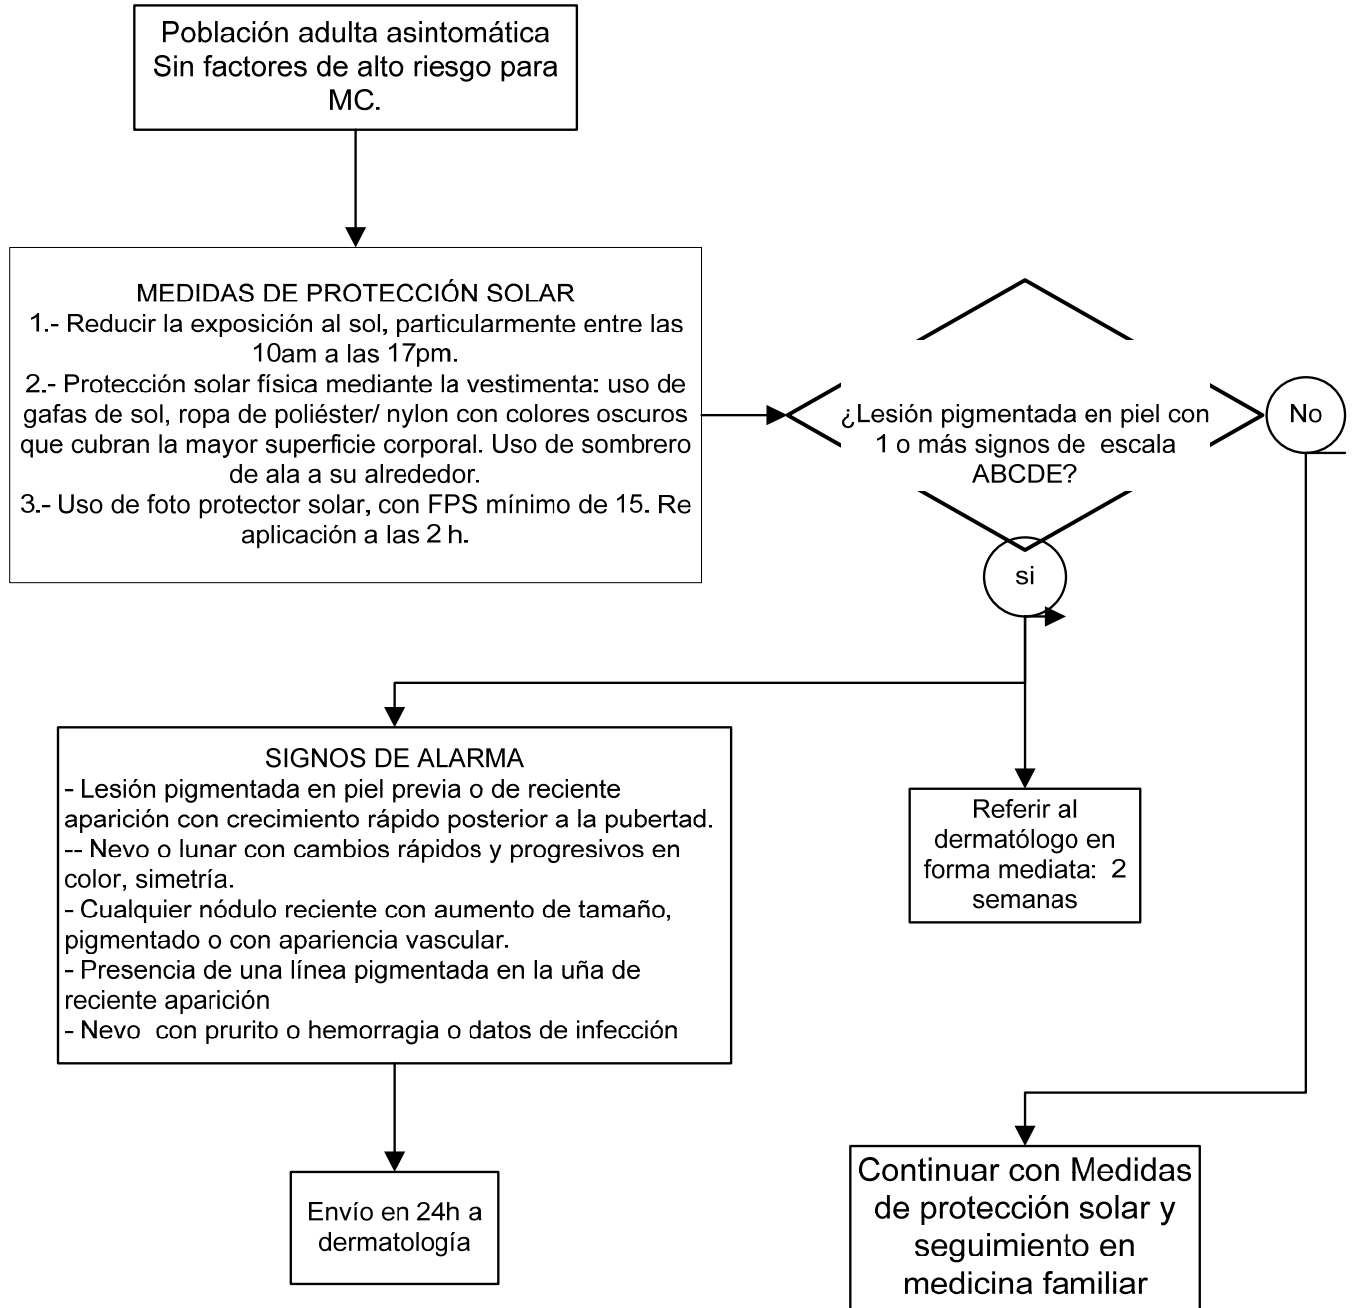 Población adulta asintomática
Sin factores de alto riesgo para
MC.
MEDIDAS DE PROTECCIÓN SOLAR
1.- Reducir la exposición al sol, particularmente entre las
10am a las 17pm.
2.- Protección solar física mediante la vestimenta: uso de
gafas de sol, ropa de poliéster/ nylon con colores oscuros
que cubran la mayor superficie corporal. Uso de sombrero
de ala a su alrededor.
3.- Uso de foto protector solar, con FPS mínimo de 15. Re
aplicación a las 2 h.
¿Lesión pigmentada en piel con
1 o más signos de escala
ABCDE?
No
si
SIGNOS DE ALARMA
- Lesión pigmentada en piel previa o de reciente
aparición con crecimiento rápido posterior a la pubertad.
-- Nevo o lunar con cambios rápidos y progresivos en
color, simetría.
- Cualquier nódulo reciente con aumento de tamaño,
pigmentado o con apariencia vascular.
- Presencia de una línea pigmentada en la uña de
reciente aparición
- Nevo con prurito o hemorragia o datos de infección
Referir al
dermatólogo en
forma mediata: 2
semanas
Envío en 24h a
dermatología
Continuar con Medidas
de protección solar y
seguimiento en
medicina familiar